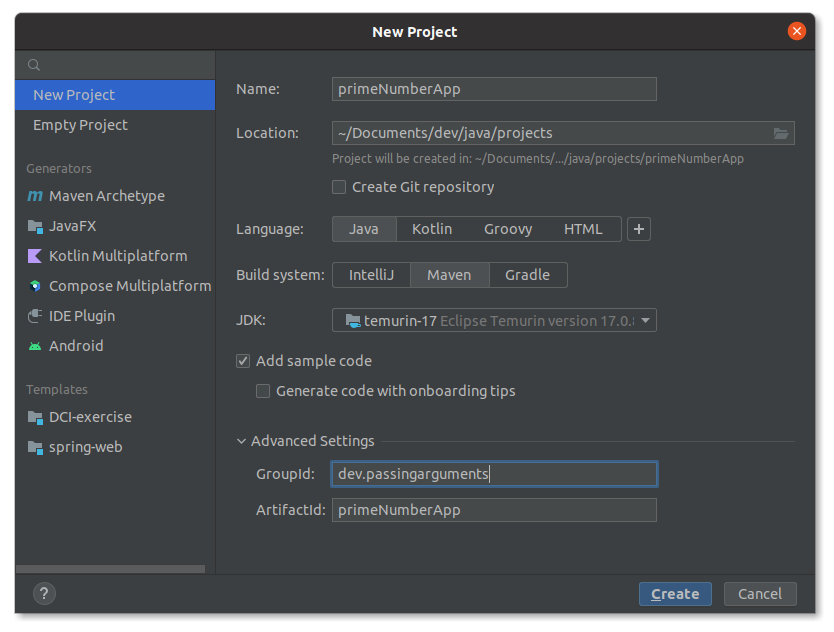 New Project
New Project
Empty Project
Generators
m Maven Archetype
JavaFX
Kotlin Multiplatform
Compose Multiplatform
IDE Plugin
Android
Templates
DCI-exercise
spring-web
Name: primeNumberApp
Location: ~/Documents/dev/java/projects
Project will be created in: ~/Documents/.../java/projects/primeNumberApp
Create Git repository
Language: Java Kotlin Groovy HTML +
Build system: IntelliJ Maven Gradle
JDK: temurin-17 Eclipse Temurin version 17.0.
Add sample code
Generate code with onboarding tips
Advanced Settings
GroupId: dev.passingarguments
ArtifactId: primeNumberApp
? Create Cancel